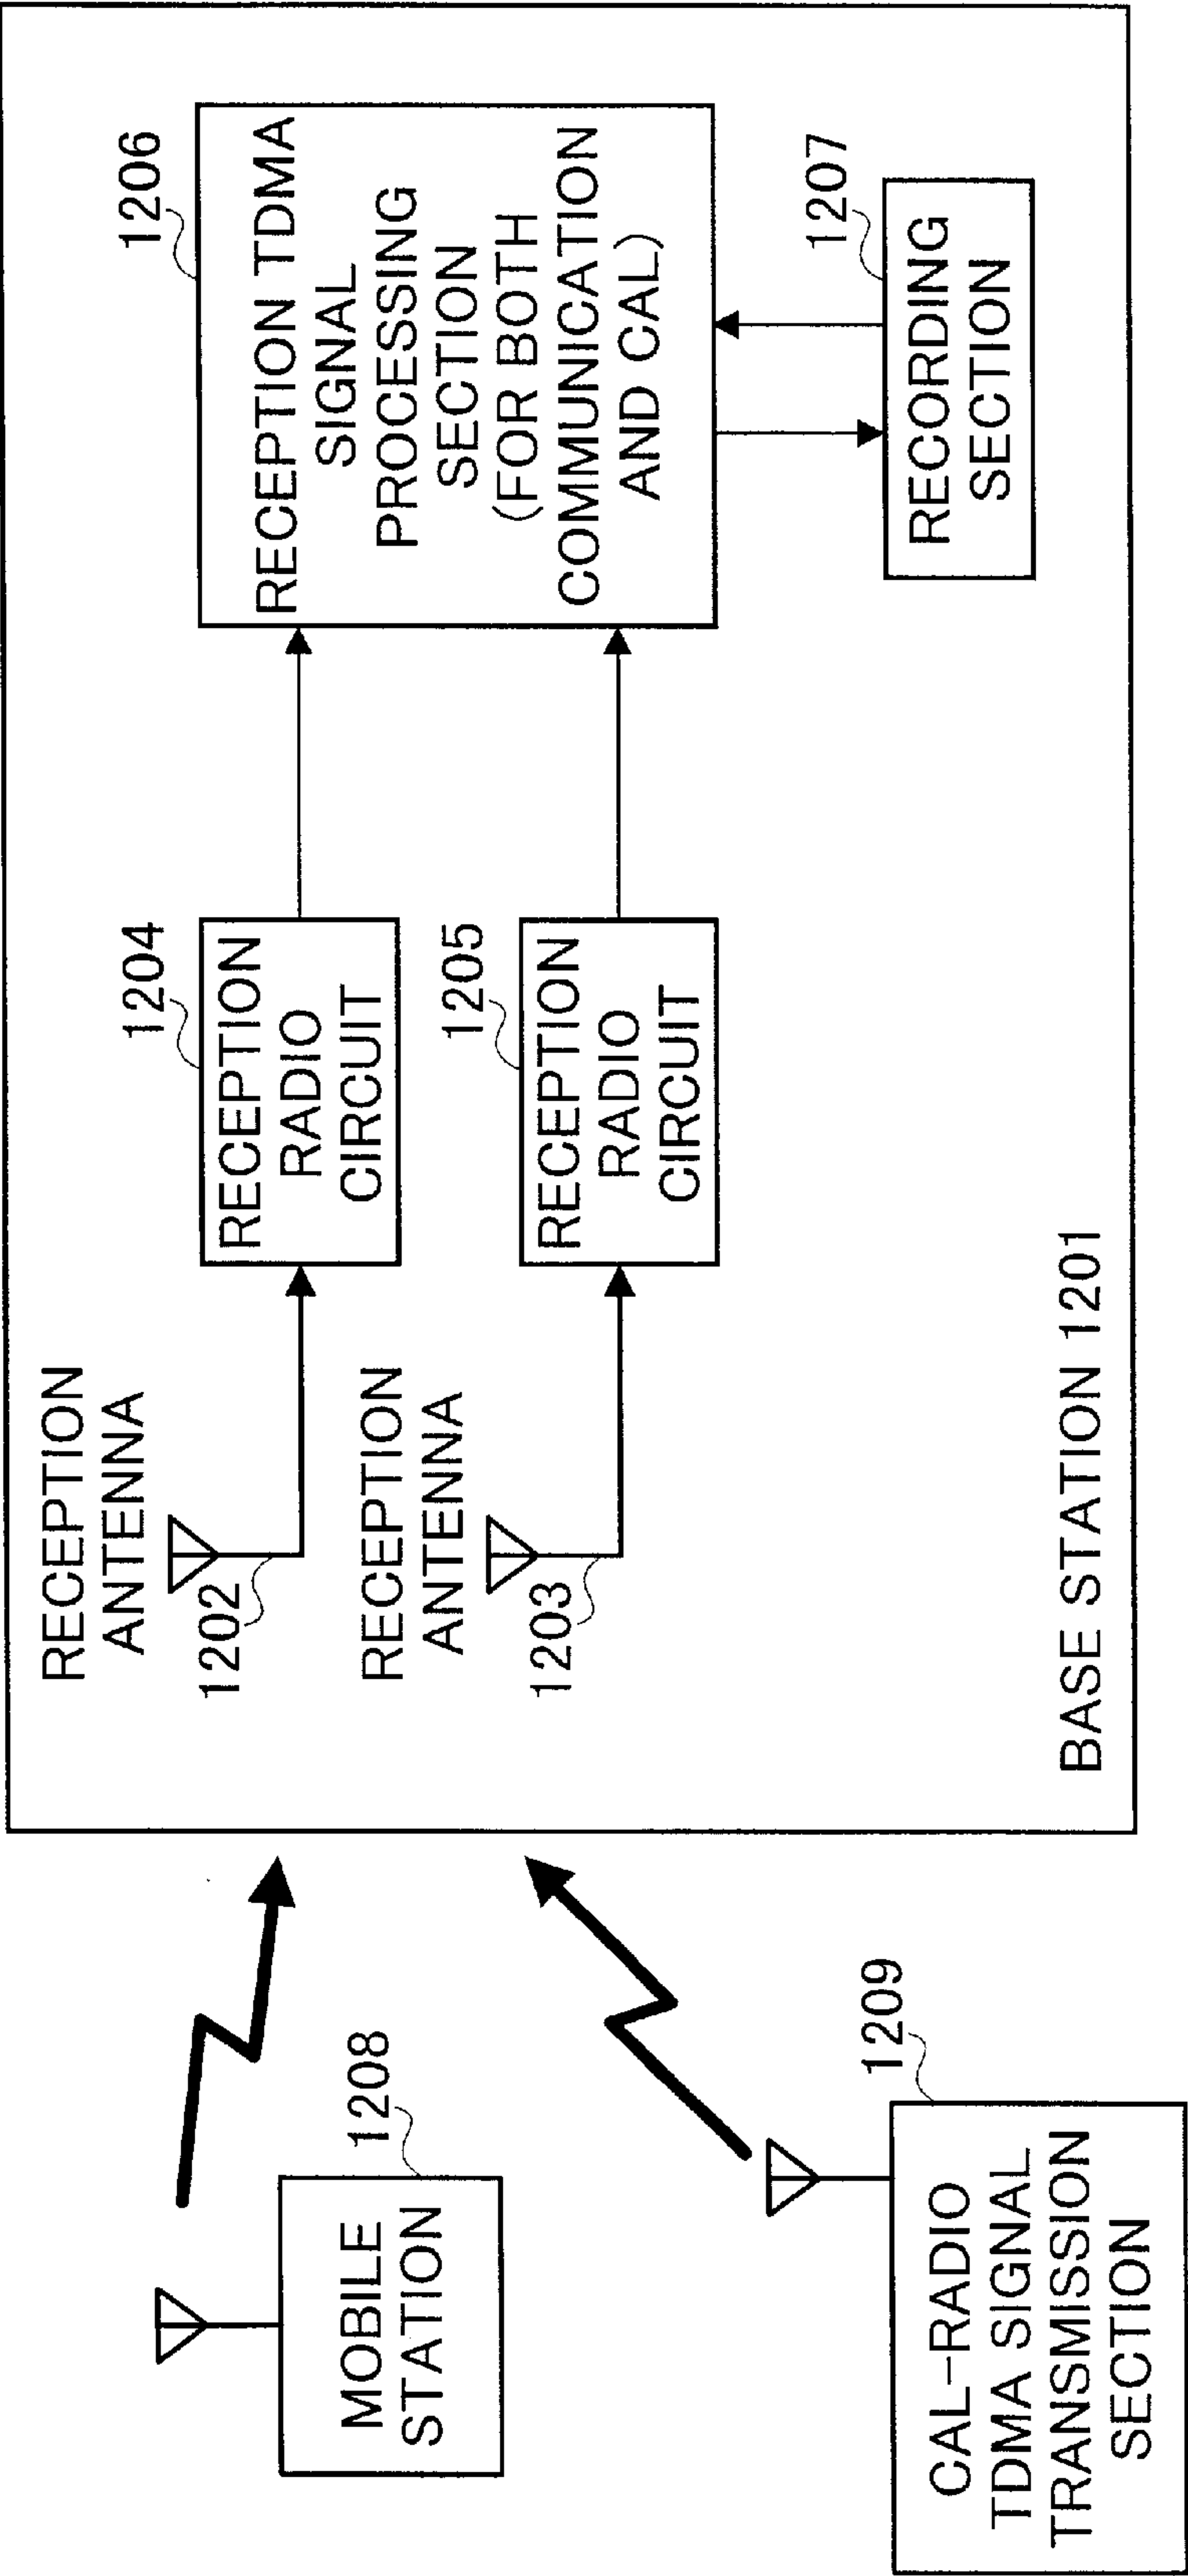 RECEPTION
ANTENNA
1202
1204
RECEPTION
RADIO
CIRCUIT
1206
RECEPTION TDMA
SIGNAL
PROCESSING
SECTION
(FOR BOTH
COMMUNICATION
AND CAL)
RECEPTION
ANTENNA
1203
1205
RECEPTION
RADIO
CIRCUIT
1207
RECORDING
SECTION
BASE STATION 1201
1208
MOBILE
STATION
1209
CAL-RADIO
TDMA SIGNAL
TRANSMISSION
SECTION